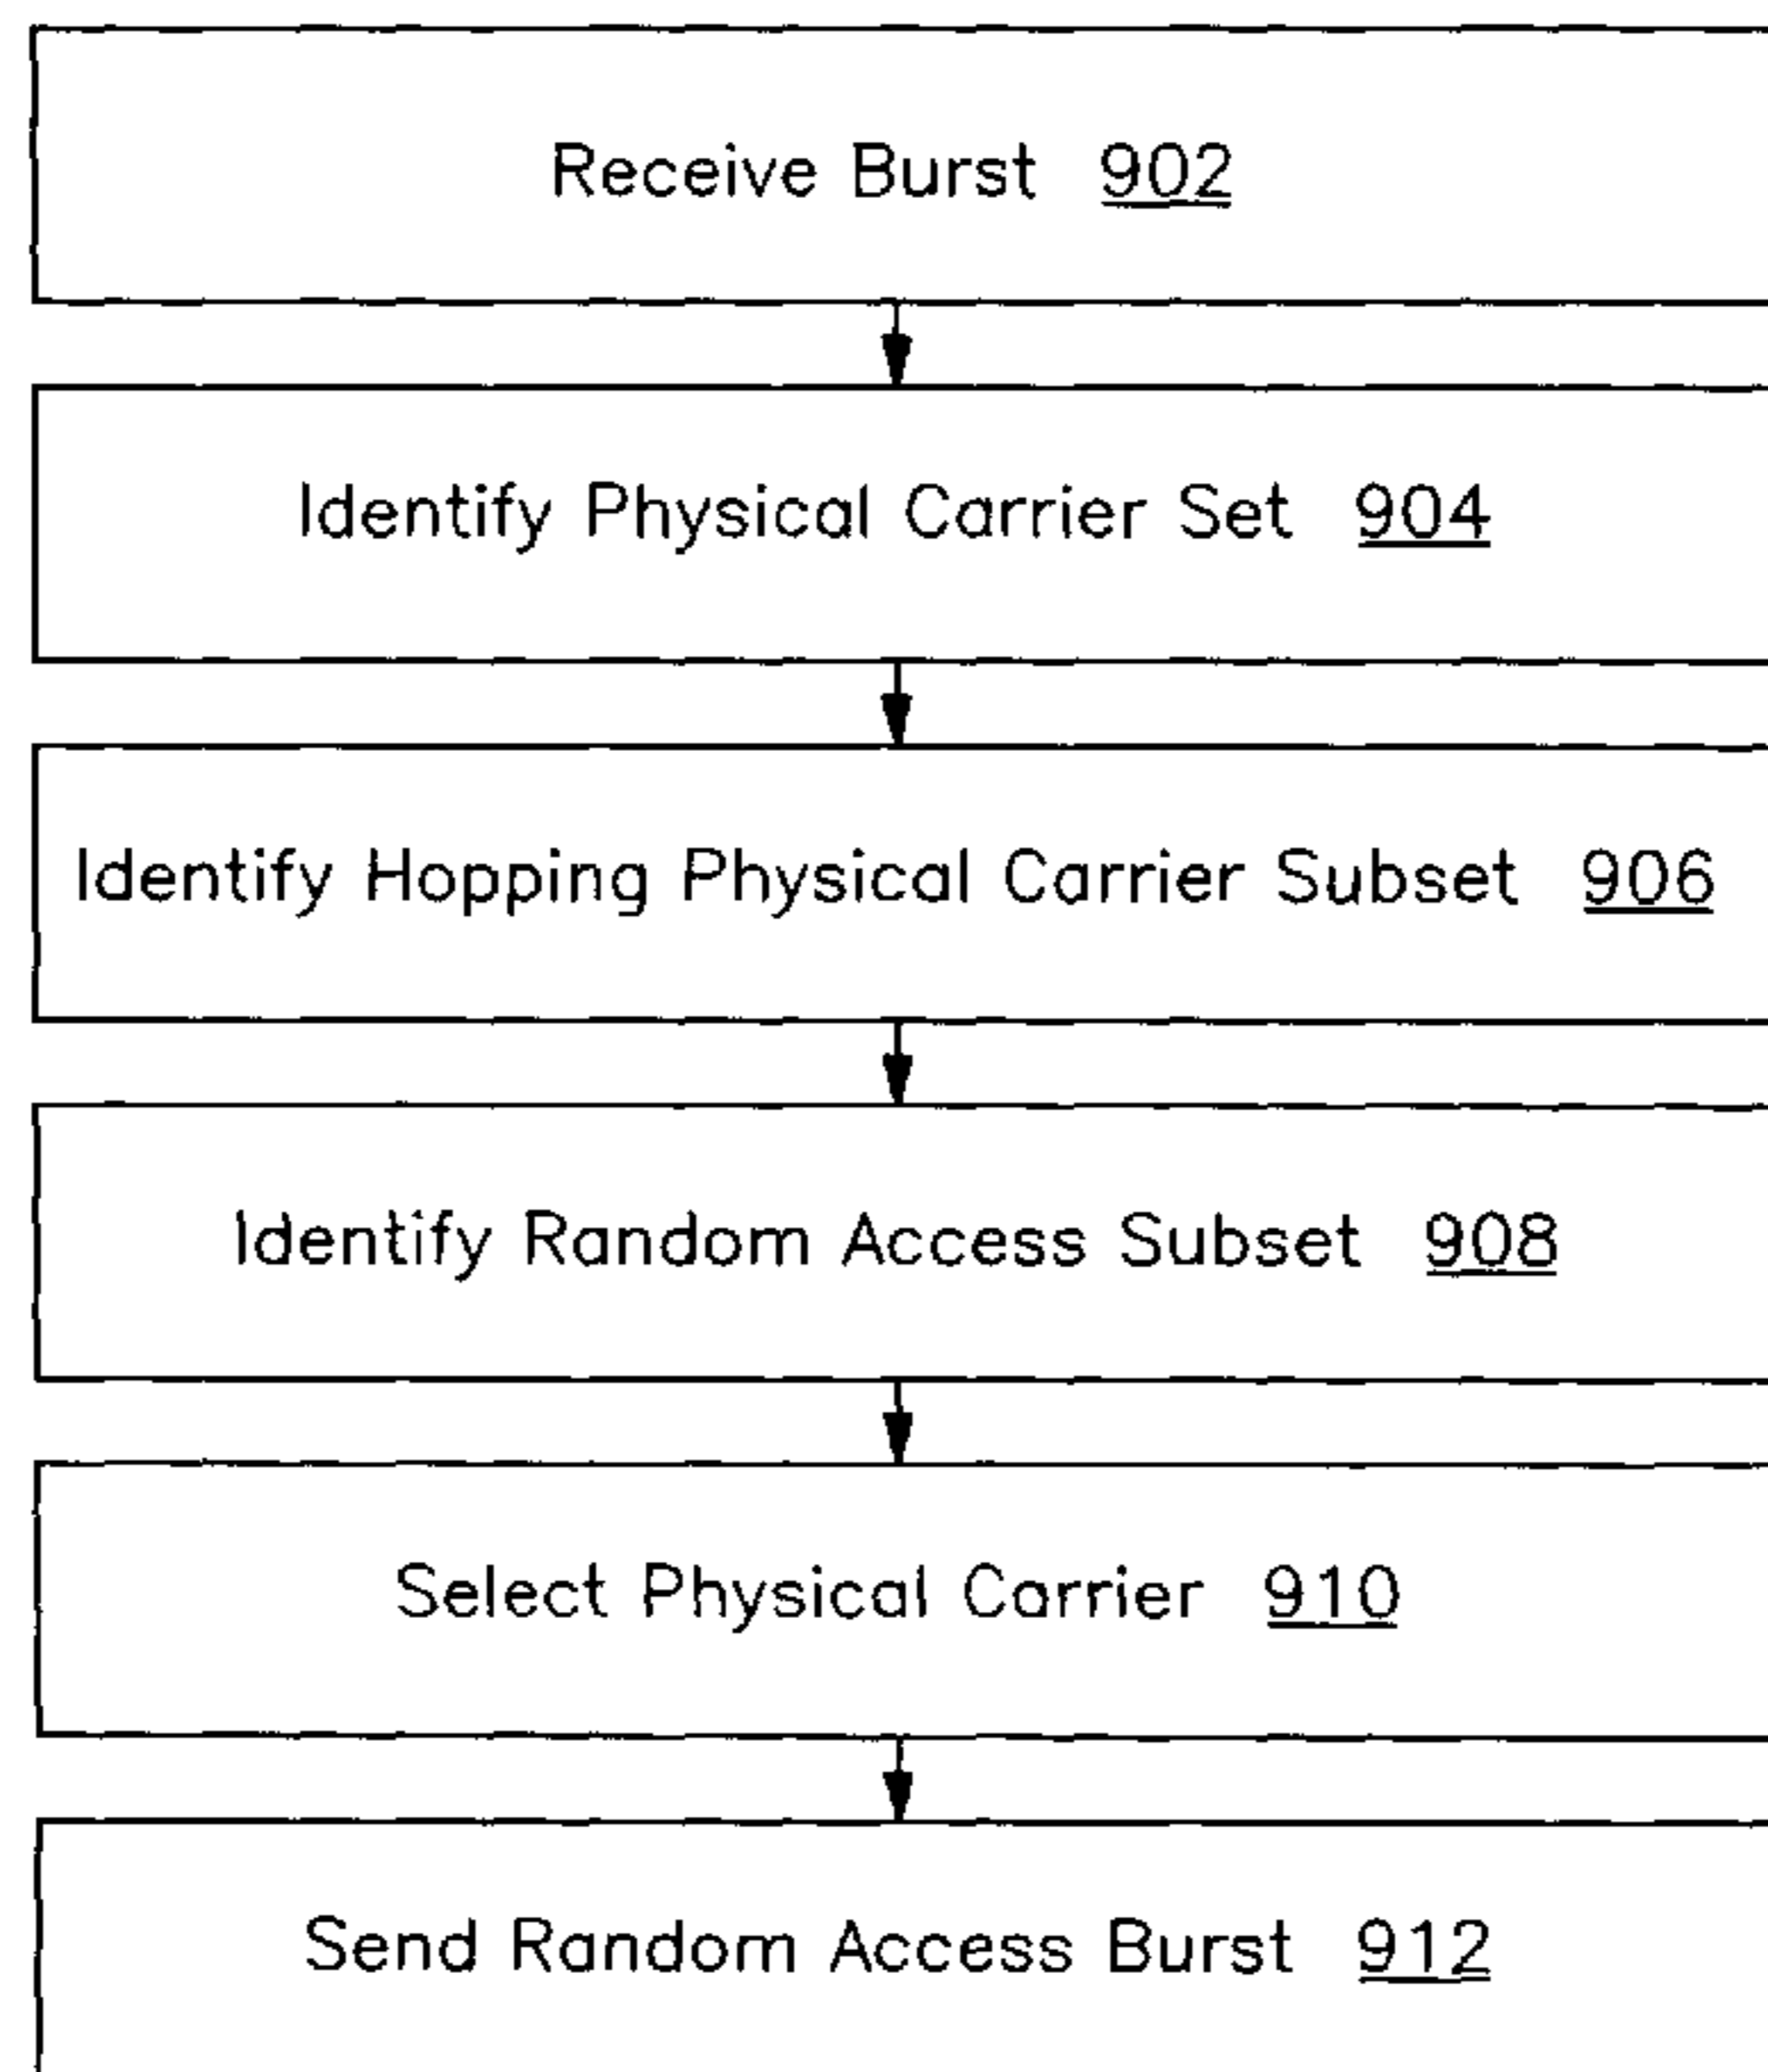 Receive Burst 902
Identify Physical Carrier Set 904
Identify Hopping Physical Carrier Subset 906
Identify Random Access Subset 908
Select Physical Carrier 910
Send Random Access Burst 912